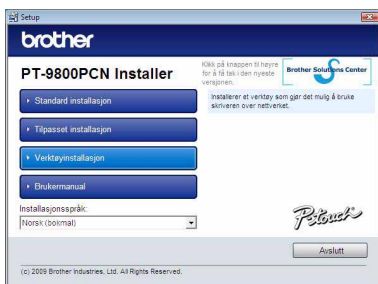 Setup
brother
PT-9800PCN Installer
Klikk på knappen til høyre
for å få tak i den nyeste
versjonen.
Brother Solutions Center
Standard installasjon
Installerer et verktøy som gjør det mulig å bruke
skriveren over nettverket.
Tilpasset installasjon
Verktøyinstallasjon
Brukermanual
Installasjonsspråk:
Norsk (bokmål)
P-touch
Avslutt
(c) 2009 Brother Industries, Ltd. All Rights Reserved.